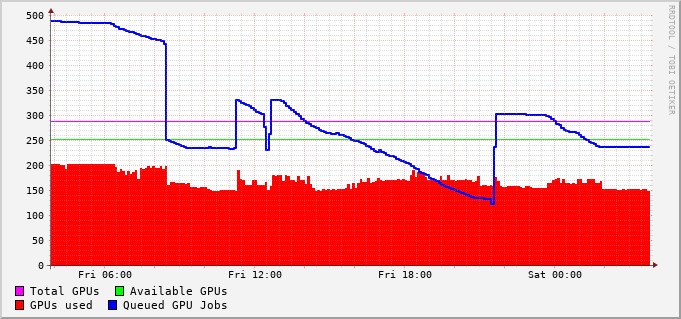 500
450
400
350
300
250
200
150
100
50
0
Fri 06:00 Fri 12:00 Fri 18:00 Sat 00:00
Total GPUs Available GPUs
GPUs used Queued GPU Jobs
RRDTOOL / TOBI OETIKER